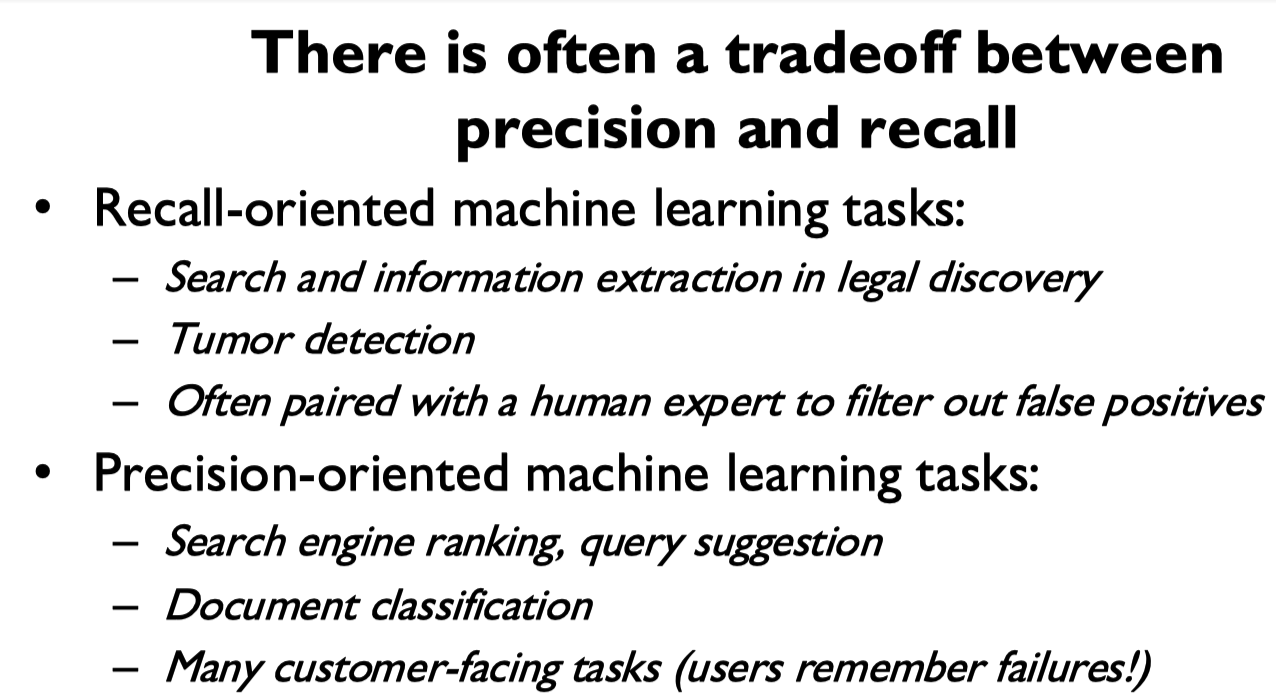 There is often a tradeoff between
precision and recall
• Recall-oriented machine learning tasks:
– Search and information extraction in legal discovery
– Tumor detection
– Often paired with a human expert to filter out false positives
• Precision-oriented machine learning tasks:
– Search engine ranking, query suggestion
– Document classification
– Many customer-facing tasks (users remember failures!)